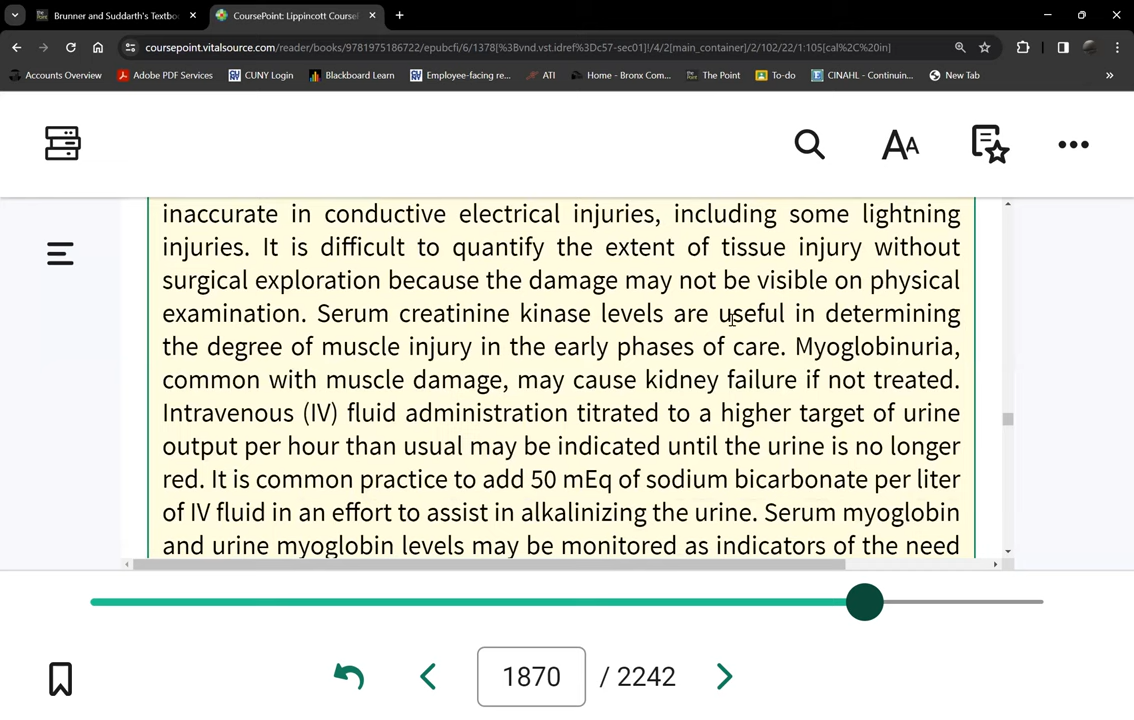 Brunner and Suddarth's Textbo
CoursePoint: Lippincott Course
coursepoint.vitalsource.com/reader/books/9781975186722/epubcfi/6/1378[%3Bvnd.vst.idref%3Dc57-sec01]!/4/2[main_container]/2/102/22/1:105[cal%2C%20in]
Accounts Overview Adobe PDF Services CUNY Login Blackboard Learn Employee-facing re... ATI Home - Bronx Com... The Point To-do CINAHL - Continuin... New Tab
inaccurate in conductive electrical injuries, including some lightning
injuries. It is difficult to quantify the extent of tissue injury without
surgical exploration because the damage may not be visible on physical
examination. Serum creatinine kinase levels are useful in determining
the degree of muscle injury in the early phases of care. Myoglobinuria,
common with muscle damage, may cause kidney failure if not treated.
Intravenous (IV) fluid administration titrated to a higher target of urine
output per hour than usual may be indicated until the urine is no longer
red. It is common practice to add 50 mEq of sodium bicarbonate per liter
of IV fluid in an effort to assist in alkalinizing the urine. Serum myoglobin
and urine myoglobin levels may be monitored as indicators of the need
1870 / 2242